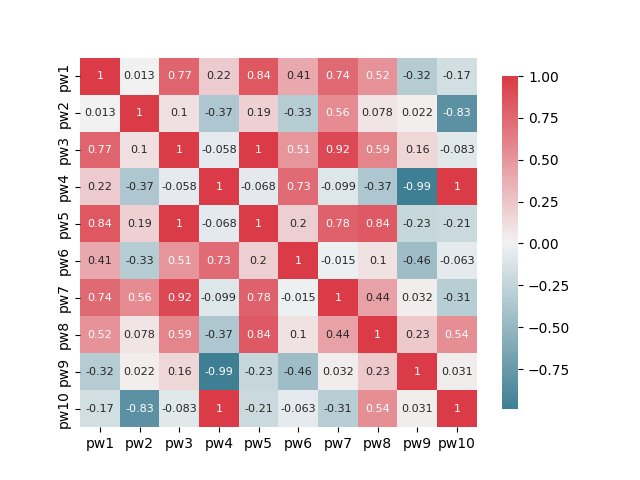 pw1 1 0.013 0.77 0.22 0.84 0.41 0.74 0.52 -0.32 -0.17
pw2 0.013 1 0.1 -0.37 0.19 -0.33 0.56 0.078 0.022 -0.83
pw3 0.77 0.1 1 -0.058 1 0.51 0.92 0.59 0.16 -0.083
pw4 0.22 -0.37 -0.058 1 -0.068 0.73 -0.099 -0.37 -0.99 1
pw5 0.84 0.19 1 -0.068 1 0.2 0.78 0.84 -0.23 -0.21
pw6 0.41 -0.33 0.51 0.73 0.2 1 -0.015 0.1 -0.46 -0.063
pw7 0.74 0.56 0.92 -0.099 0.78 -0.015 1 0.44 0.032 -0.31
pw8 0.52 0.078 0.59 -0.37 0.84 0.1 0.44 1 0.23 0.54
pw9 -0.32 0.022 0.16 -0.99 -0.23 -0.46 0.032 0.23 1 0.031
pw10 -0.17 -0.83 -0.083 1 -0.21 -0.063 -0.31 0.54 0.031 1
pw1 pw2 pw3 pw4 pw5 pw6 pw7 pw8 pw9 pw10
1.00
0.75
0.50
0.25
0.00
−0.25
−0.50
−0.75